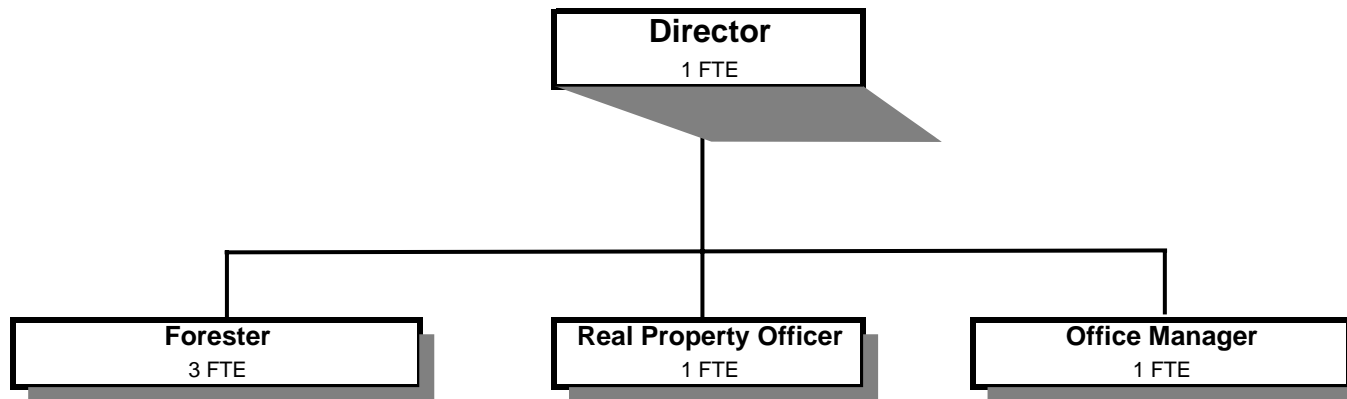 Director
1 FTE
Forester
3 FTE
Real Property Officer
1 FTE
Office Manager
1 FTE